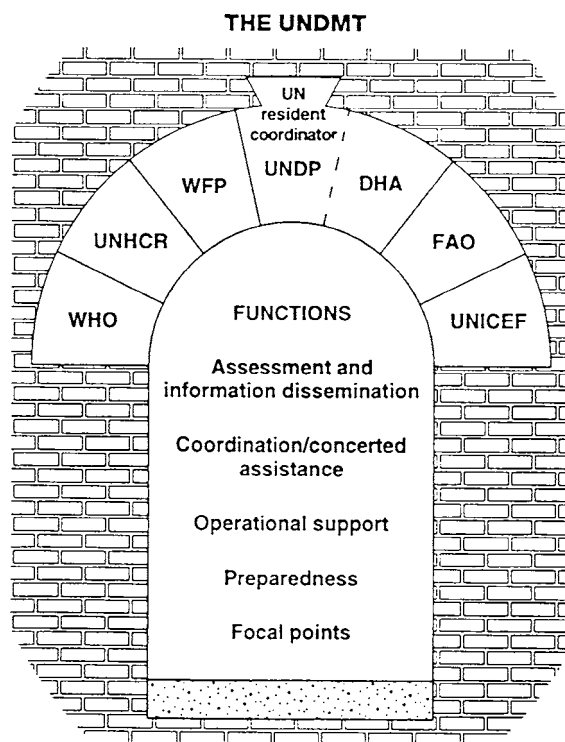 THE UNDMT
UN
resident
coordinator
UNDP
WFP
DHA
UNHCR
FAO
WHO
UNICEF
FUNCTIONS
Assessment and
information dissemination
Coordination/concerted
assistance
Operational support
Preparedness
Focal points